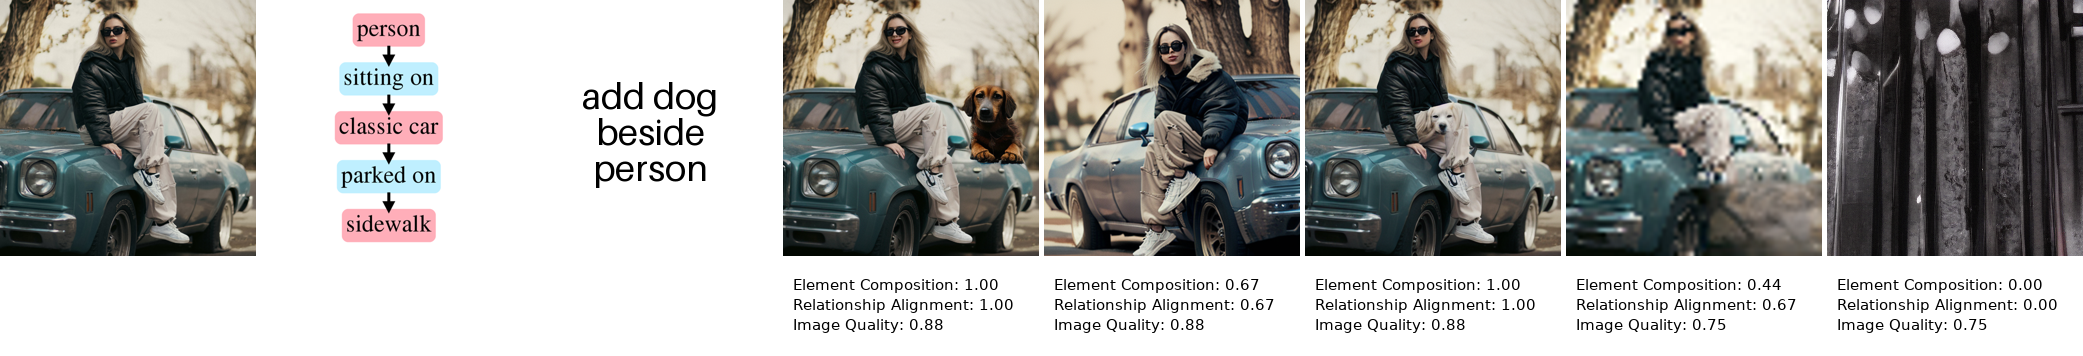 person
sitting on
classic car
parked on
sidewalk
add dog
beside
person
Element Composition: 1.00
Relationship Alignment: 1.00
Image Quality: 0.88
Element Composition: 0.67
Relationship Alignment: 0.67
Image Quality: 0.88
Element Composition: 1.00
Relationship Alignment: 1.00
Image Quality: 0.88
Element Composition: 0.44
Relationship Alignment: 0.67
Image Quality: 0.75
Element Composition: 0.00
Relationship Alignment: 0.00
Image Quality: 0.75